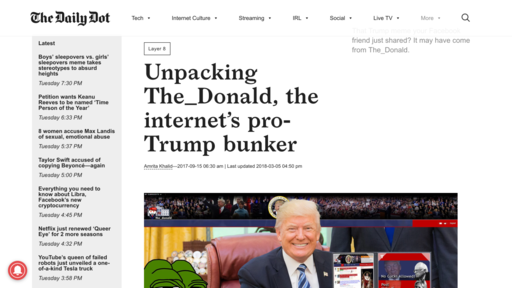 The Daily Dot
Tech
Internet Culture
Streaming
IRL
Social
Live TV
More
friend just shared? It may have come
from The_Donald.
Latest
Boys' sleepovers vs. girls'
sleepovers meme takes
stereotypes to absurd
heights
Tuesday 7:30 PM
Petition wants Keanu
Reeves to be named 'Time
Person of the Year'
Tuesday 6:33 PM
8 women accuse Max Landis
of sexual, emotional abuse
Tuesday 5:37 PM
Taylor Swift accused of
copying Beyoncé—again
Tuesday 5:00 PM
Everything you need to
know about Libra,
Facebook's new
cryptocurrency
Tuesday 4:45 PM
Netflix just renewed 'Queer
Eye' for 2 more seasons
Tuesday 4:32 PM
YouTube's queen of failed
robots just unveiled a one-
of-a-kind Tesla truck
Tuesday 3:58 PM
Layer 8
Unpacking
The_Donald, the
internet's pro-
Trump bunker
Amrita Khalid—2017-09-15 06:30 am | Last updated 2018-03-05 04:50 pm